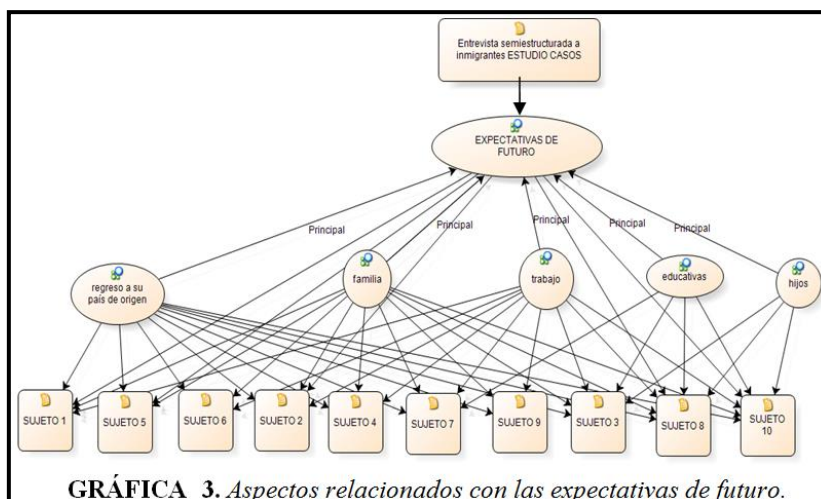 Entrevista semiestructurada a
inmigrantes ESTUDIO CASOS
EXPECTATIVAS DE
FUTURO
Principal
Principal
Principal
Principal
Principal
regreso a su
país de origen
familia
trabajo
educativas
hijos
SUJETO 1
SUJETO 5
SUJETO 6
SUJETO 2
SUJETO 4
SUJETO 7
SUJETO 9
SUJETO 3
SUJETO 8
SUJETO
10
GRÁFICA 3. Aspectos relacionados con las expectativas de futuro.